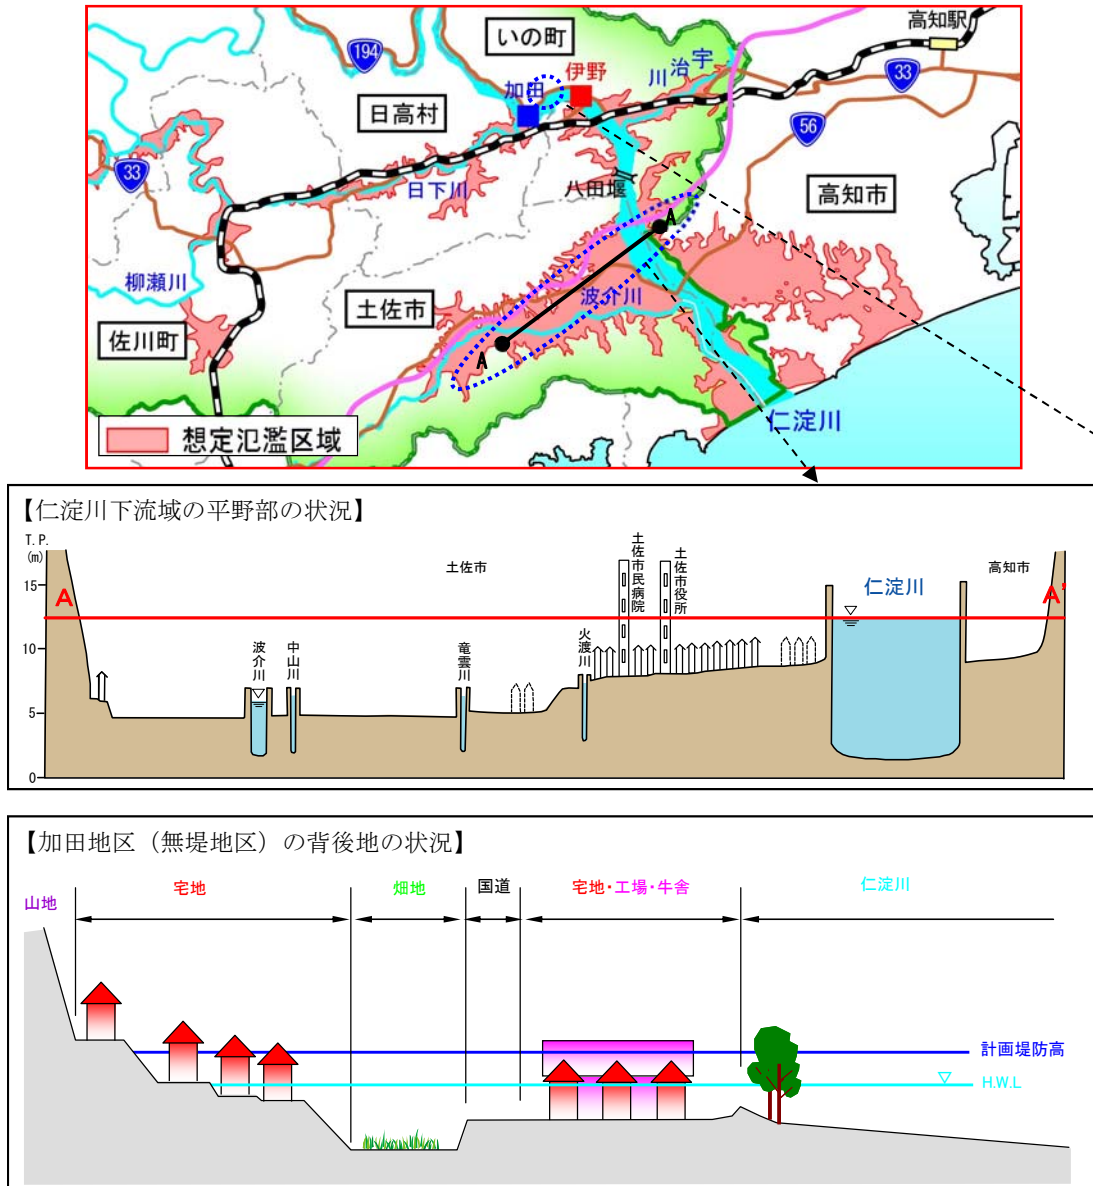 高知駅
いの町
194
伊野
加田
宇治川
33
日高村
56
八田堰
高知市
33
日下川
A
柳瀬川
土佐市
波介川
佐川町
A
仁淀川
想定氾濫区域
【仁淀川下流域の平野部の状況】
T.P.
(m)
土佐市
土佐市民病院
土佐市役所
仁淀川
高知市
15
A
A'
波介川
中山川
竜雲川
火渡川
10
5
0
【加田地区（無堤地区）の背後地の状況】
山地
宅地
畑地
国道
宅地・工場・牛舎
仁淀川
計画堤防高
H.W.L